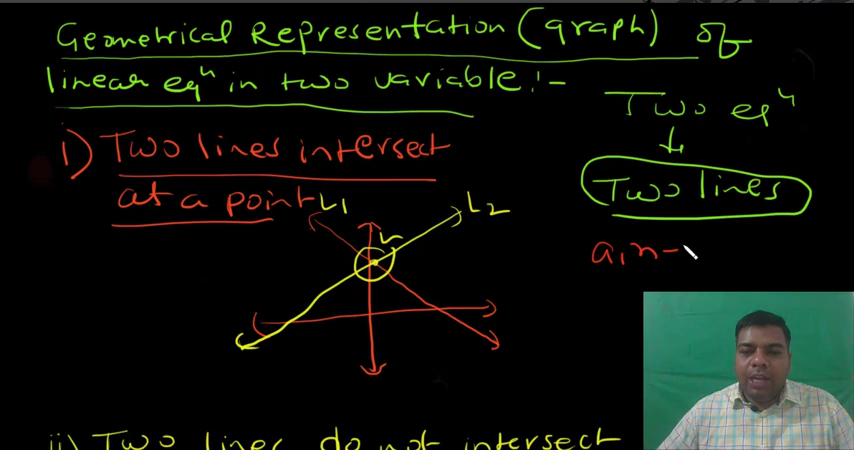 Geometrical Representation (graph) of
linear eqⁿ in two variable :-
Two eqⁿ
Two lines
i) Two lines intersect
at a point
L1
L2
a1x-
ii) Two lines do not intersect